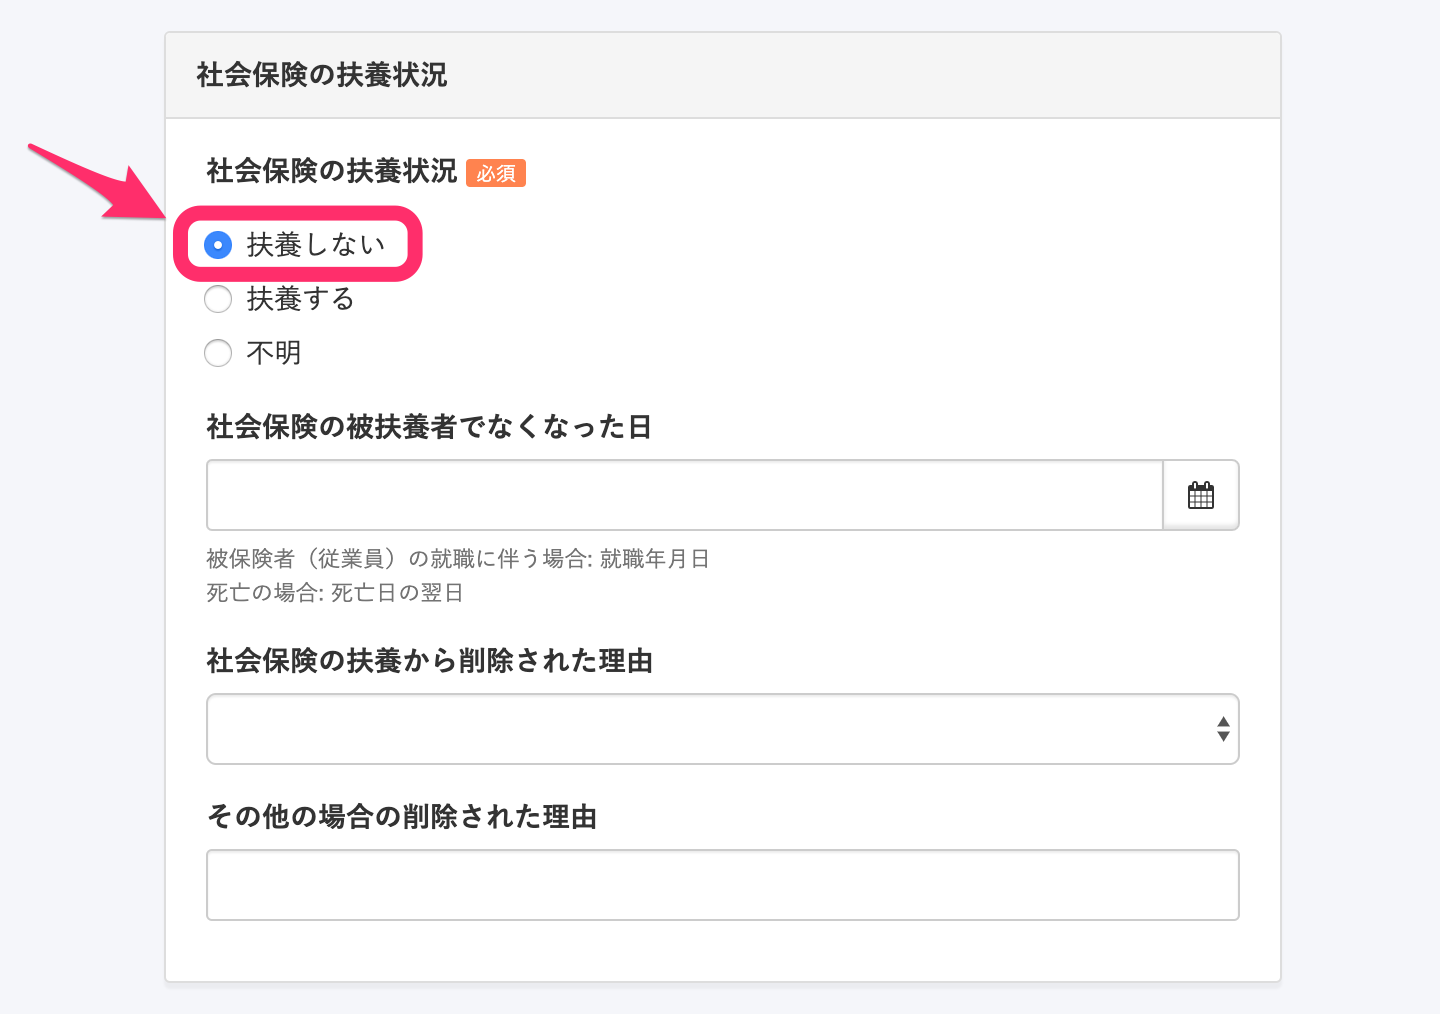 社会保険の扶養状況
社会保険の扶養状況 必須
扶養しない
扶養する
不明
社会保険の被扶養者でなくなった日
被保険者（従業員）の就職に伴う場合: 就職年月日
死亡の場合: 死亡日の翌日
社会保険の扶養から削除された理由
その他の場合の削除された理由